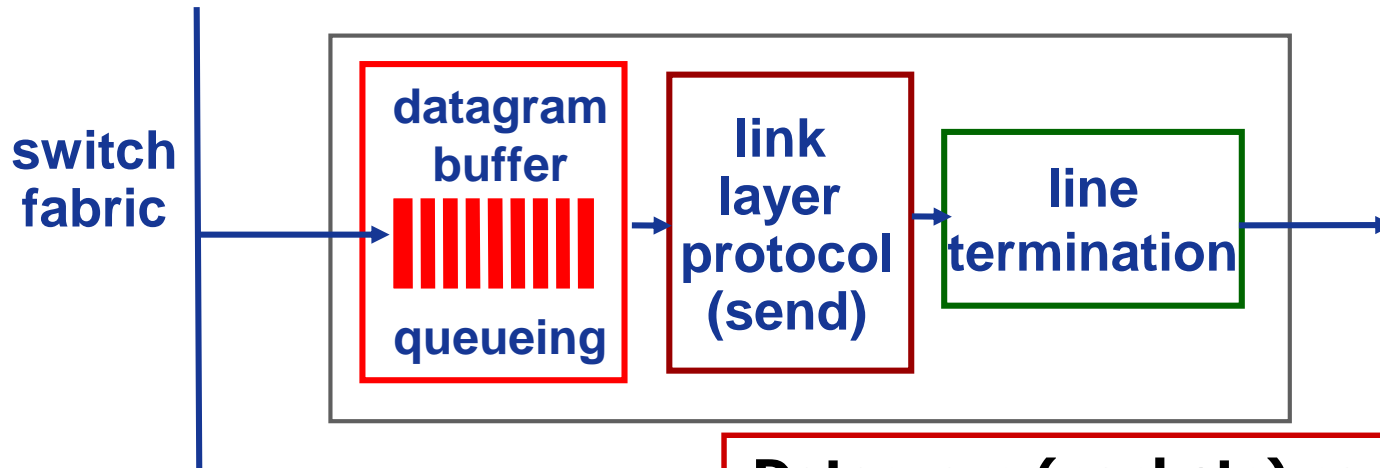 switch
fabric
datagram
buffer
queueing
link
layer
protocol
(send)
line
termination